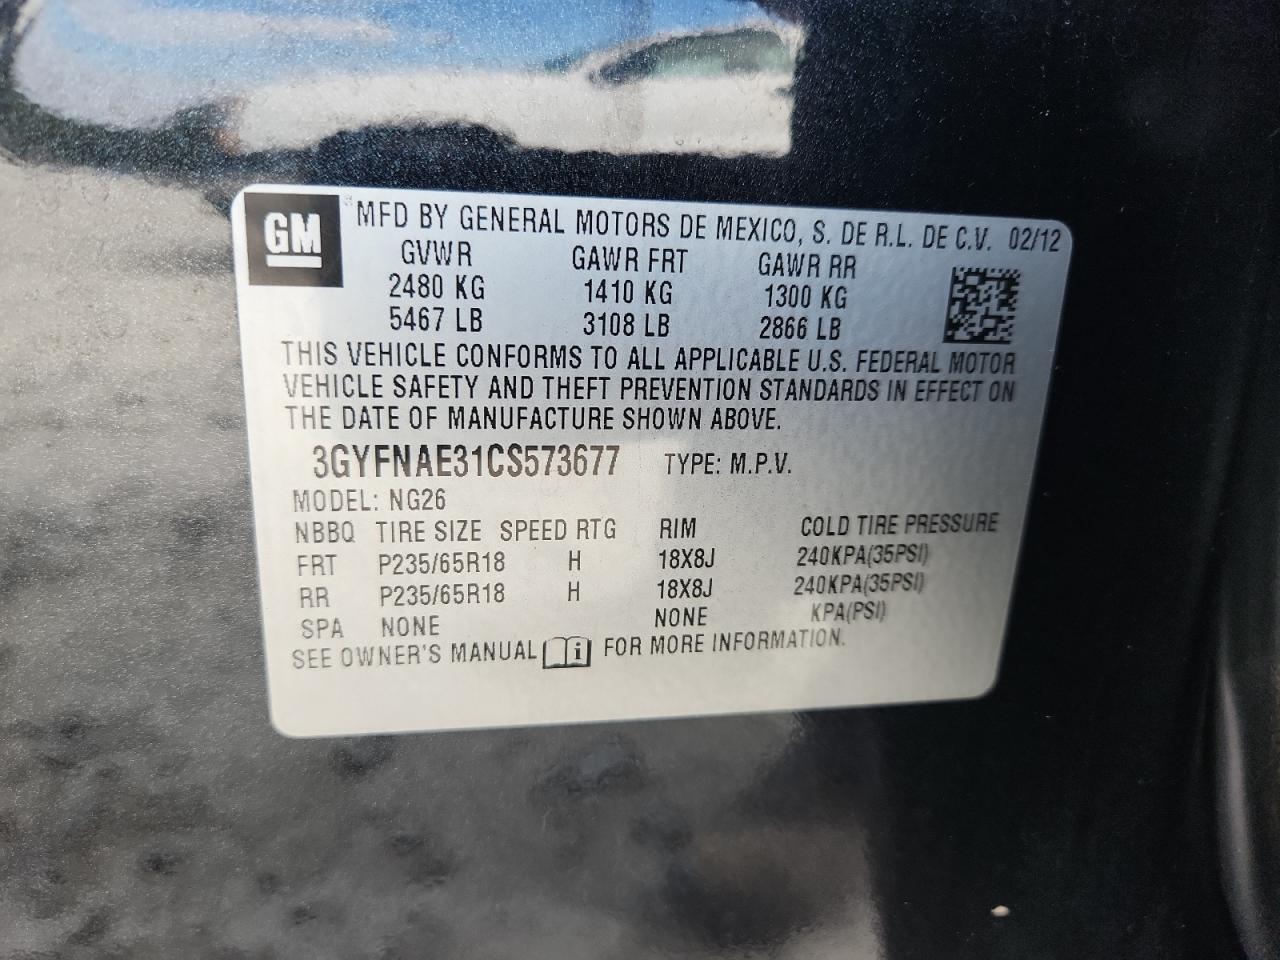 GM
® MFD BY GENERAL MOTORS DE MEXICO, S. DE R.L. DE C.V. 02/12
GVWR GAWR FRT GAWR RR
2480 KG 1410 KG 1300 KG
5467 LB 3108 LB 2866 LB
THIS VEHICLE CONFORMS TO ALL APPLICABLE U.S. FEDERAL MOTOR
VEHICLE SAFETY AND THEFT PREVENTION STANDARDS IN EFFECT ON
THE DATE OF MANUFACTURE SHOWN ABOVE.
3GYFNAE31CS573677 TYPE: M.P.V.
MODEL: NG26
NBBQ TIRE SIZE SPEED RTG RIM COLD TIRE PRESSURE
FRT P235/65R18 H 18X8J 240KPA(35PSI)
RR P235/65R18 H 18X8J 240KPA(35PSI)
SPA NONE NONE KPA(PSI)
SEE OWNER'S MANUAL i FOR MORE INFORMATION.